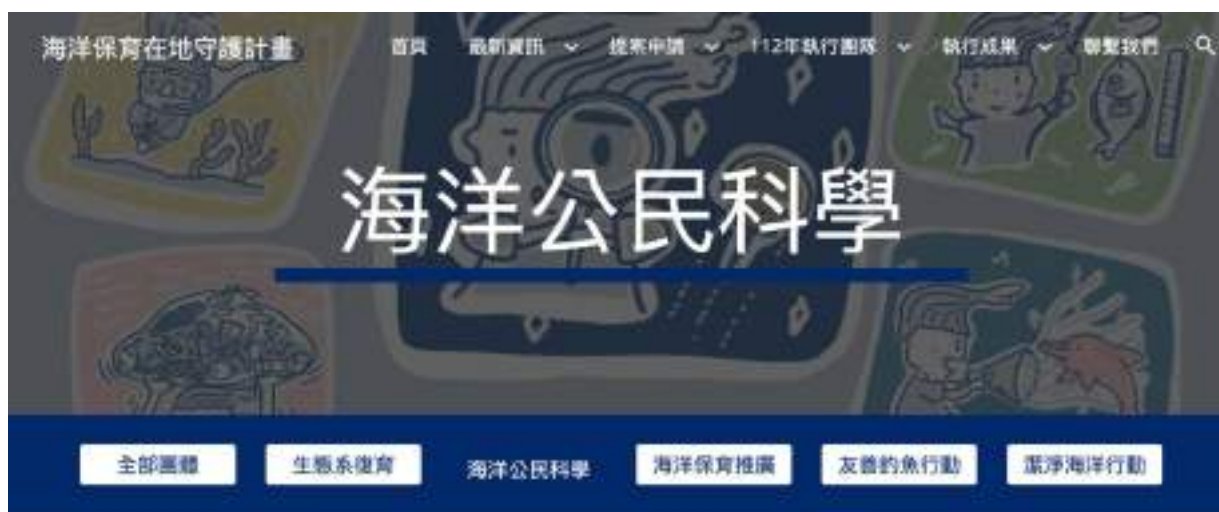 海洋保育在地守護計畫 首頁 最新資訊 提案申請 112年執行團隊 執行成果 聯繫我們
海洋公民科學
全部團體 生態系復育 海洋公民科學 海洋保育推廣 友善釣魚行動 潔淨海洋行動